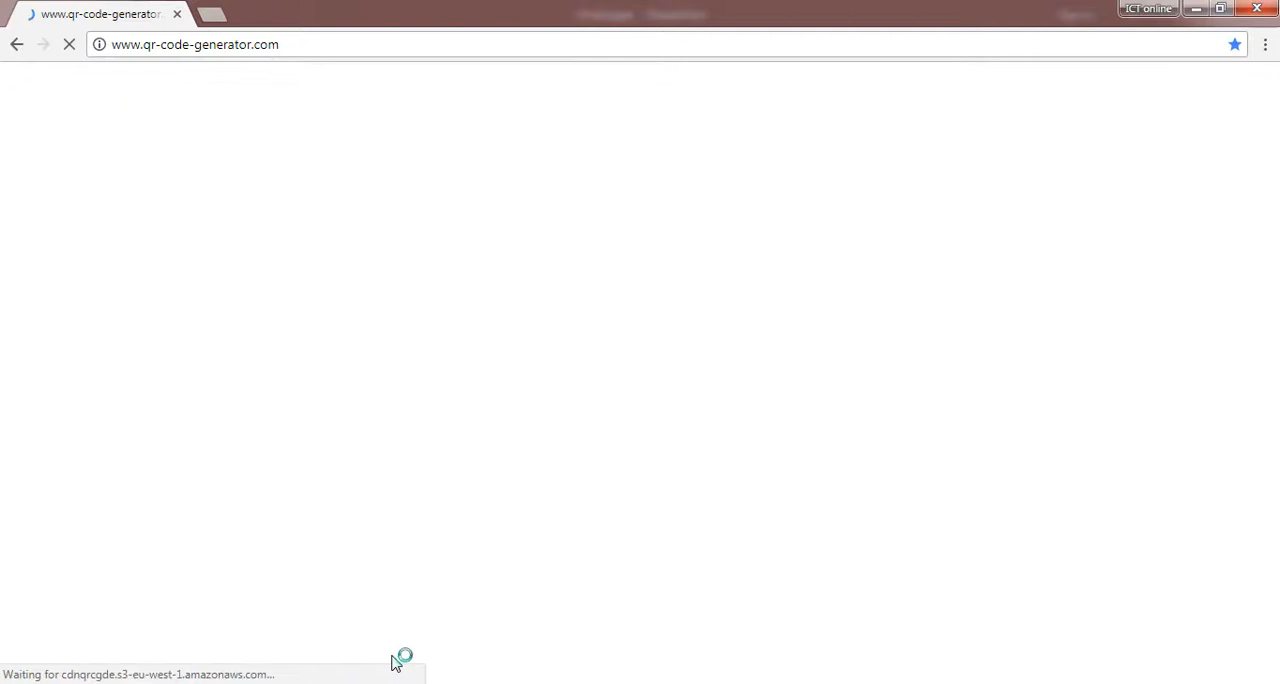 www.qr-code-generator.
ICT online
www.qr-code-generator.com
Waiting for cdnqrcgde.s3-eu-west-1.amazonaws.com...